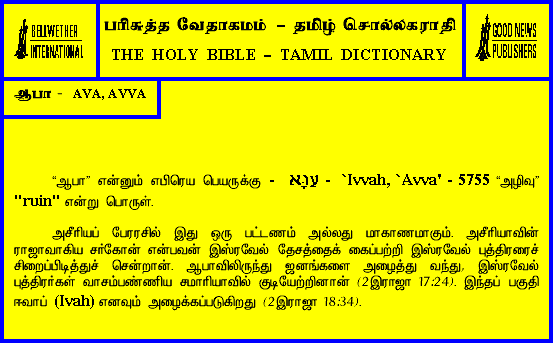 BELLWETHER
INTERNATIONAL
பரிசுத்த வேதாகமம் – தமிழ் சொல்லகராதி
THE HOLY BIBLE – TAMIL DICTIONARY
GOOD NEWS
PUBLISHERS
ஆபா - AVA, AVVA
“ஆபா” என்னும் எபிரெய பெயருக்கு - עַוָּא - `Ivvah, `Avva' - 5755 “அழிவு”
"ruin" என்று பொருள்.
அசீரியப் பேரரசில் இது ஒரு பட்டணம் அல்லது மாகாணமாகும். அசீரியாவின்
ராஜாவாகிய சர்கோன் என்பவன் இஸ்ரவேல் தேசத்தைக் கைப்பற்றி இஸ்ரவேல் புத்திரரைச்
சிறைப்பிடித்துச் சென்றான். ஆபாவிலிருந்து ஜனங்களை அழைத்து வந்து, இஸ்ரவேல்
புத்திரர்கள் வாசம்பண்ணிய சமாரியாவில் குடியேற்றினான் (2இராஜா 17:24). இந்தப் பகுதி
ஈவாப் (Ivah) எனவும் அழைக்கப்படுகிறது (2இராஜா 18:34).